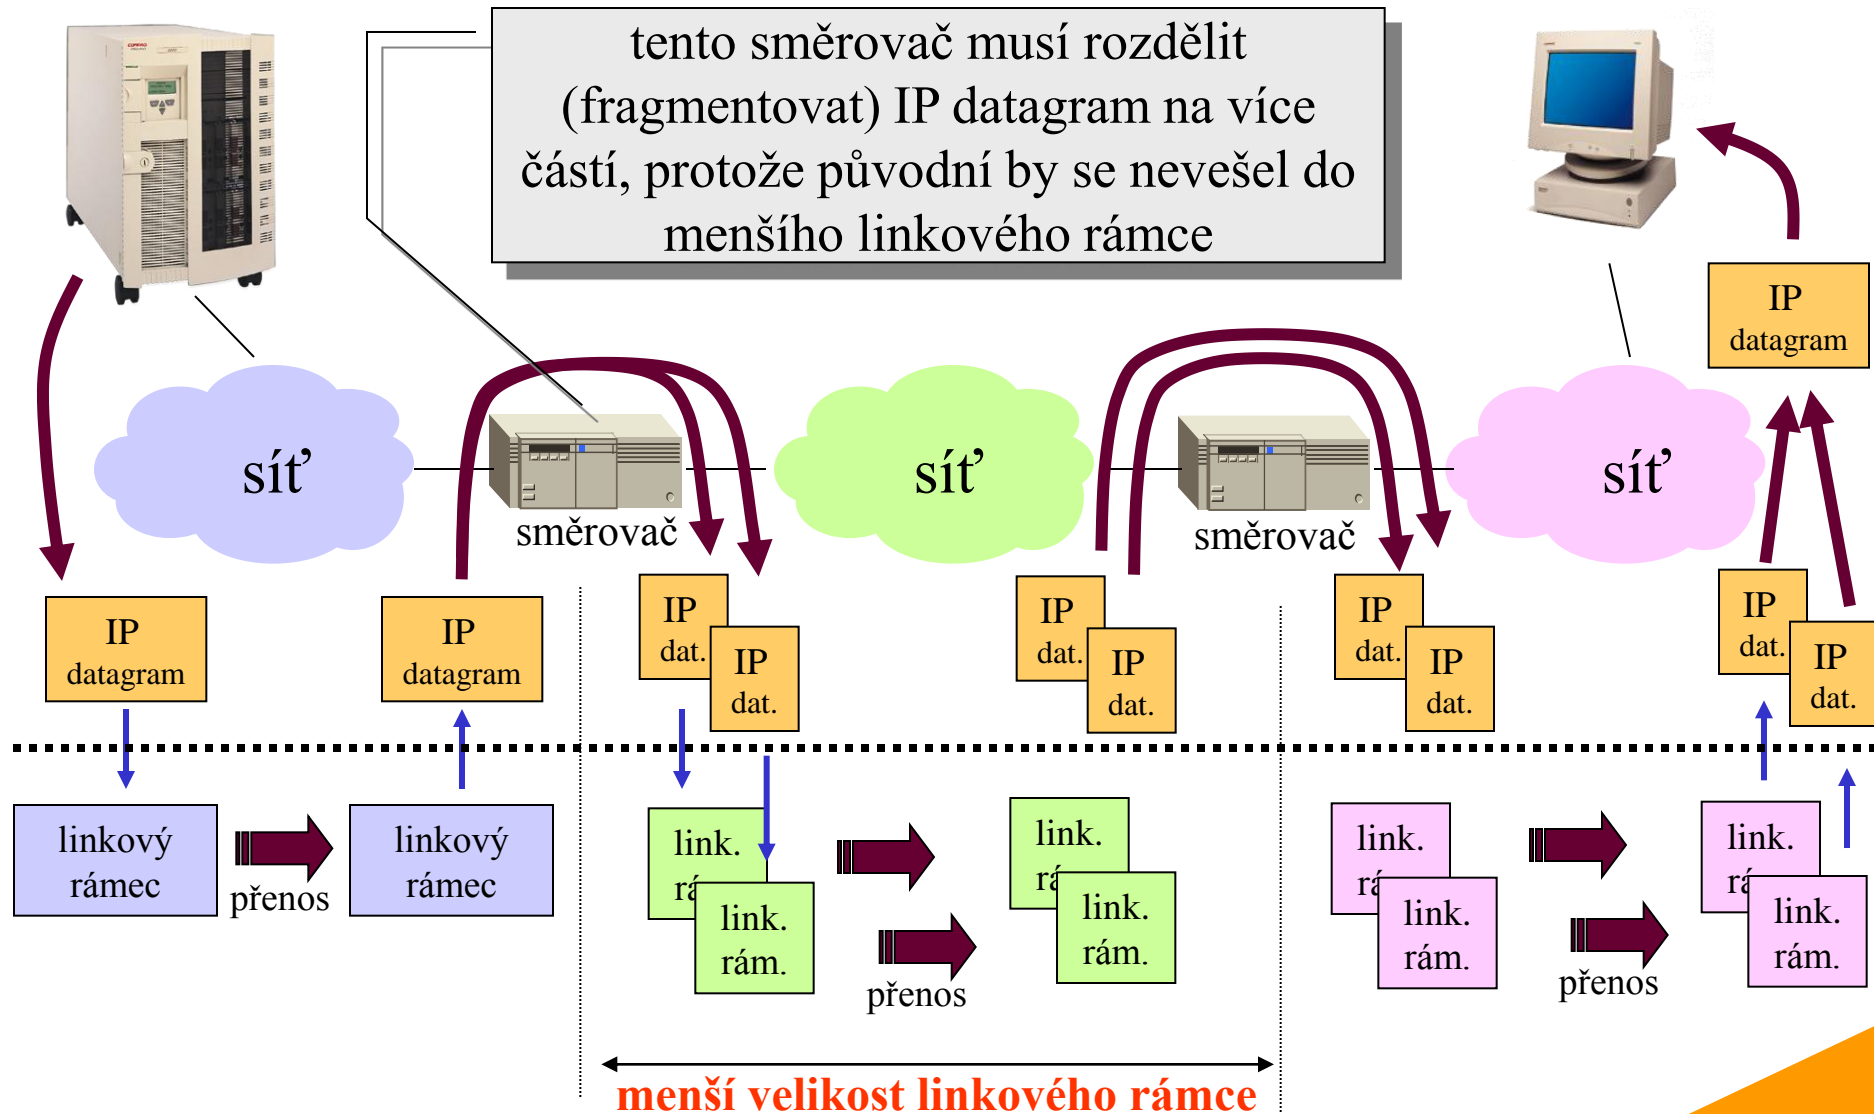 tento směrovač musí rozdělit
(fragmentovat) IP datagram na více
částí, protože původní by se nevešel do
menšího linkového rámce
IP
datagram
síť
síť
síť
směrovač
směrovač
IP
datagram
IP
datagram
IP
dat.
IP
dat.
IP
dat.
IP
dat.
IP
dat.
IP
dat.
IP
dat.
IP
dat.
linkový
rámec
přenos
linkový
rámec
link.
link.
rám.
přenos
link.
link.
rám.
link.
link.
rám.
přenos
link.
link.
rám.
menší velikost linkového rámce